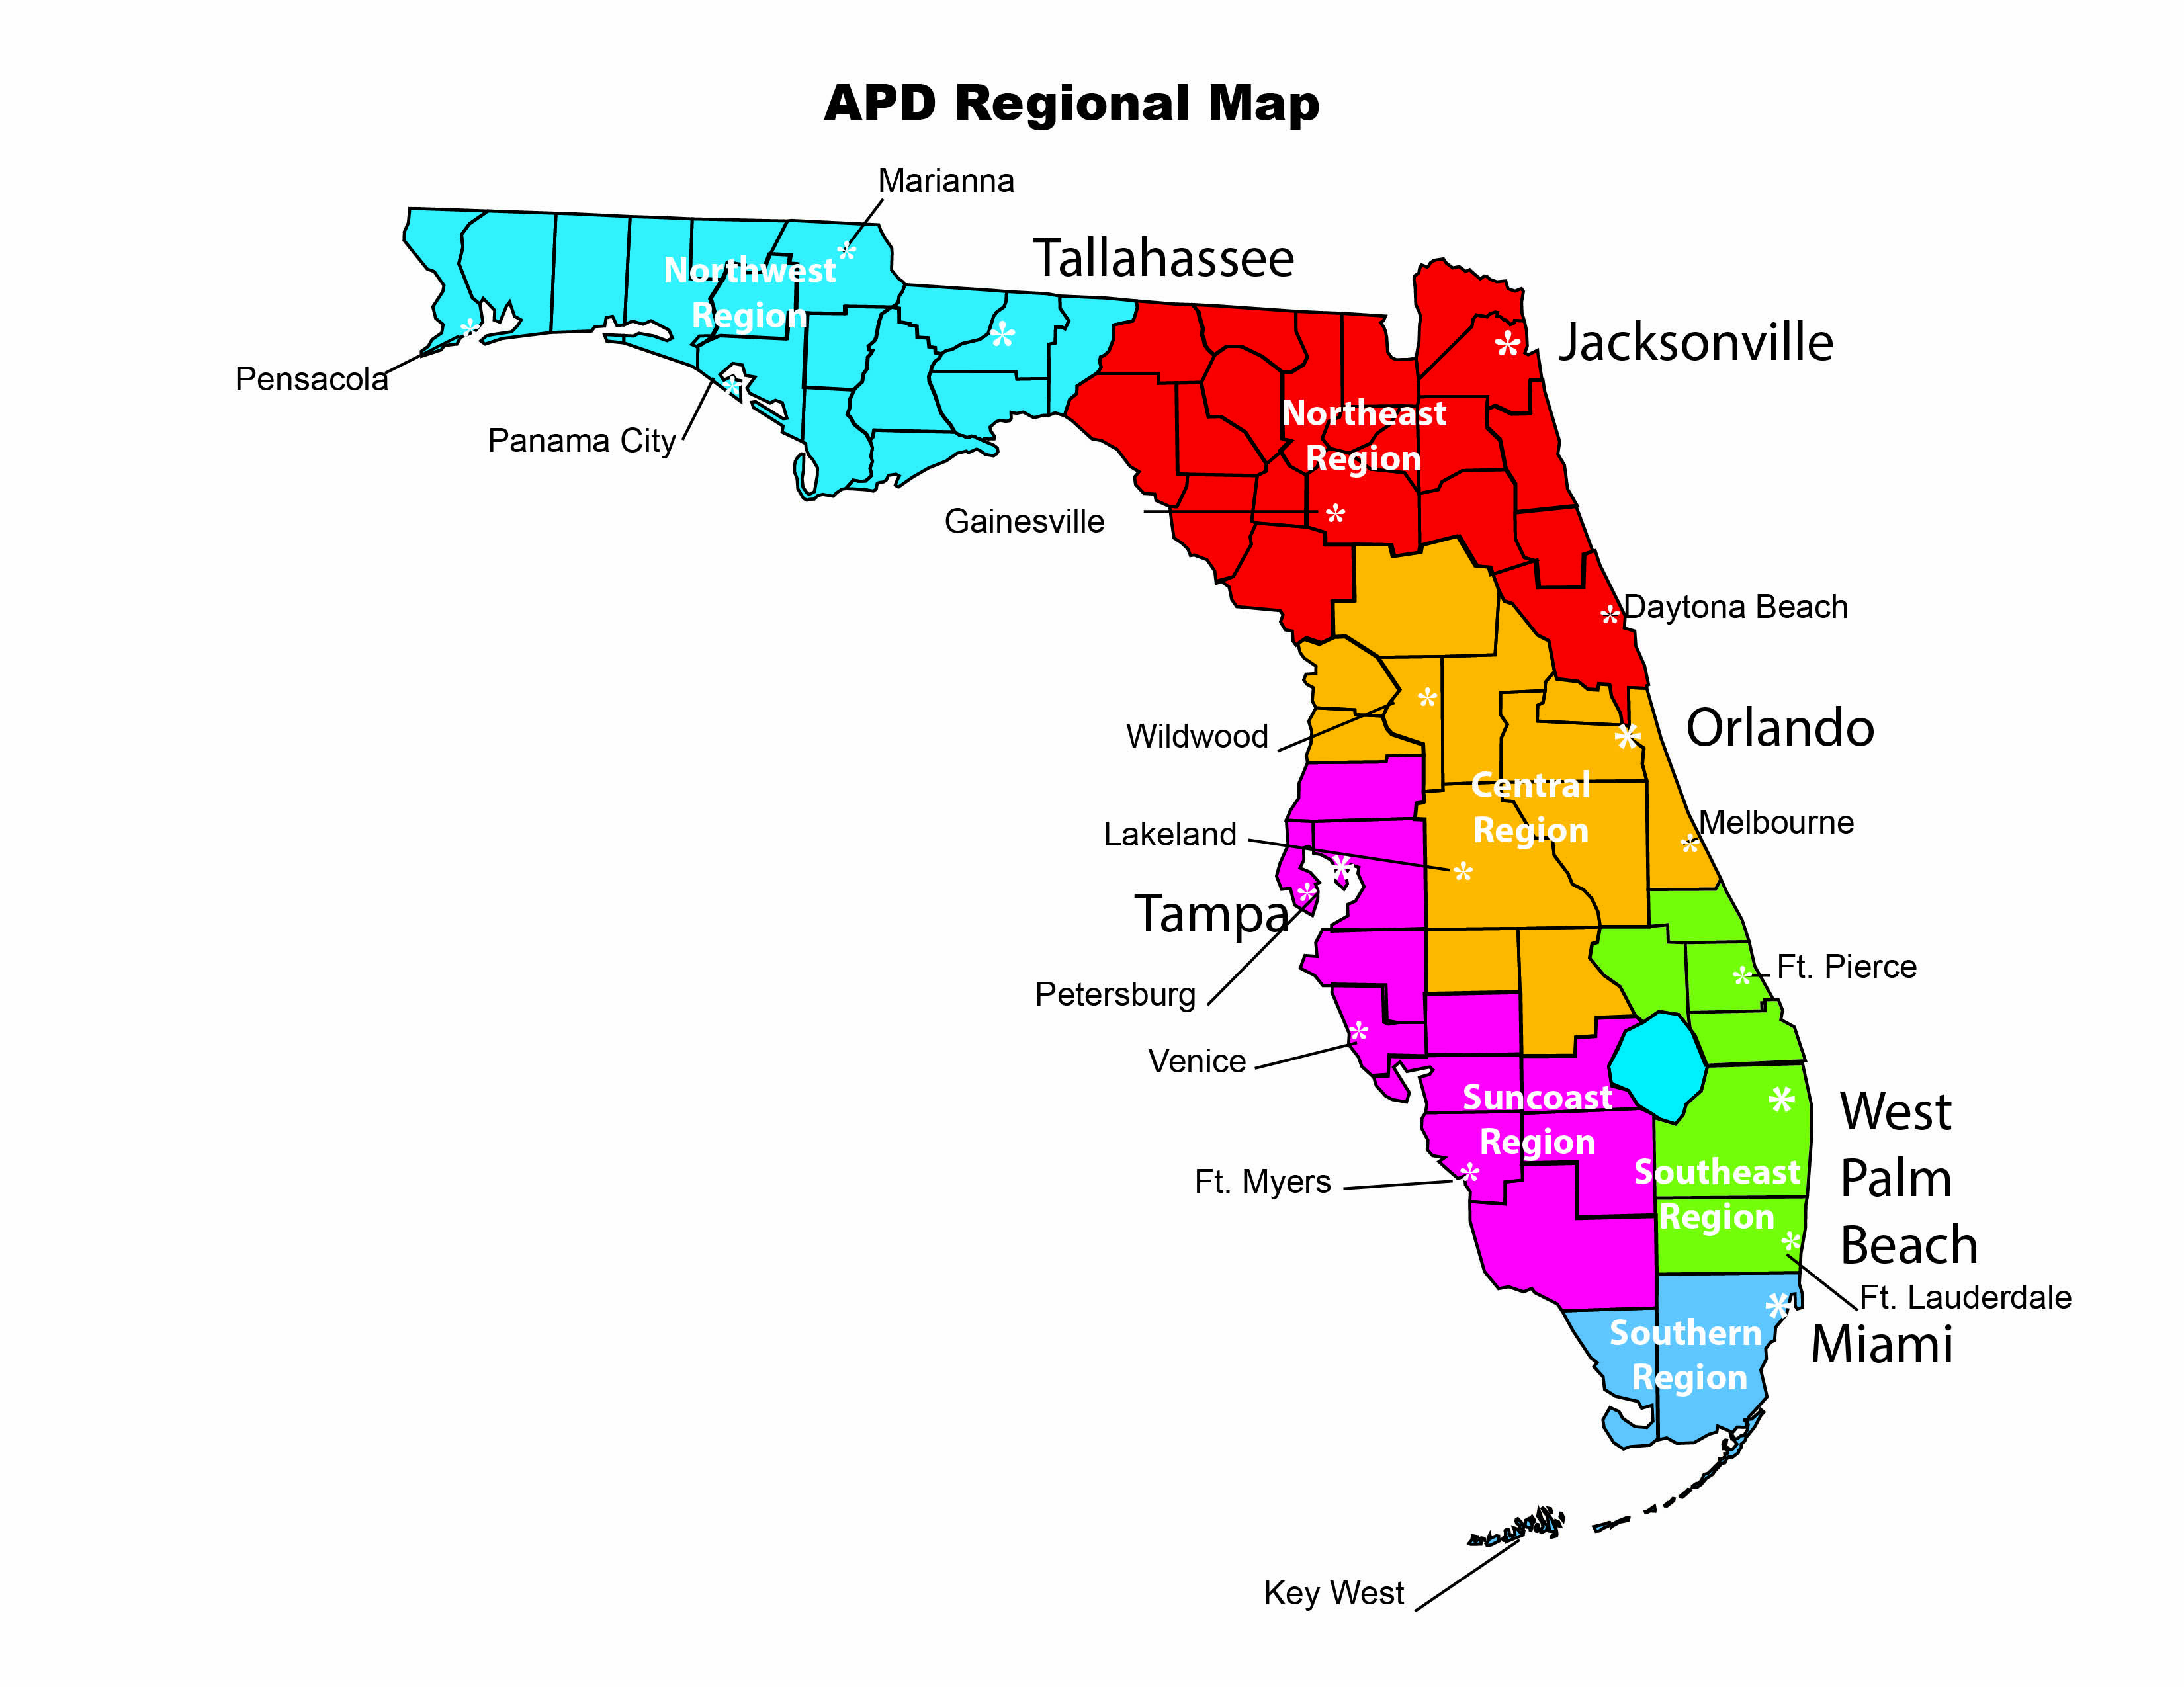 APD Regional Map
Marianna
Tallahassee
Northwest
Region
Jacksonville
Pensacola
Panama City
Northeast
Region
Gainesville
Daytona Beach
Wildwood
Orlando
Central
Region
Lakeland
Melbourne
Tampa
Petersburg
Ft. Pierce
Venice
Suncoast
Region
West
Palm
Beach
Ft. Myers
Southeast
Region
Ft. Lauderdale
Southern
Region
Miami
Key West